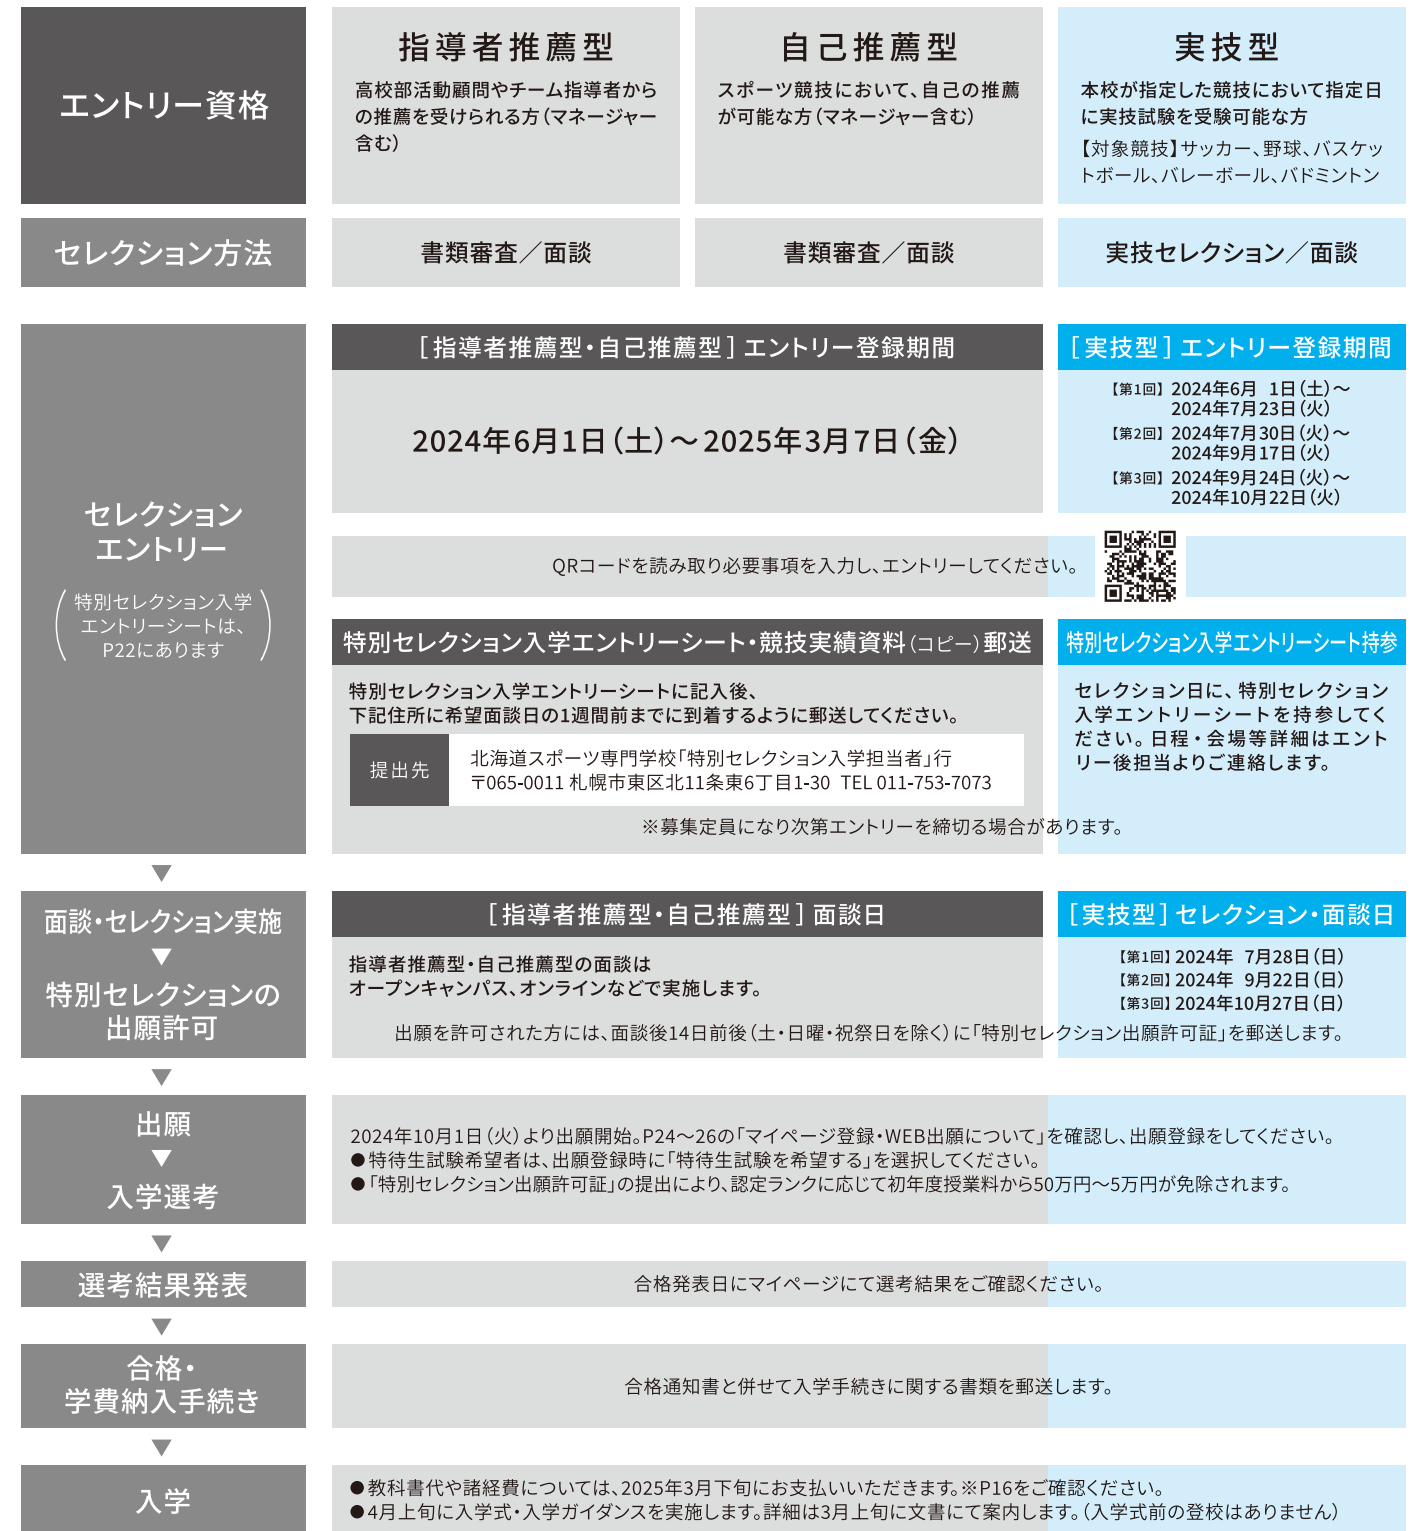 エントリー資格
指導者推薦型
高校部活動顧問やチーム指導者から
の推薦を受けられる方（マネージャー
含む）
自己推薦型
スポーツ競技において、自己の推薦
が可能な方（マネージャー含む）
実技型
本校が指定した競技において指定日
に実技試験を受験可能な方
【対象競技】サッカー、野球、バスケッ
トボール、バレーボール、バドミントン
セレクション方法
書類審査／面談
書類審査／面談
実技セレクション／面談
セレクション
エントリー
特別セレクション入学
エントリーシートは、
P22にあります
［指導者推薦型・自己推薦型］エントリー登録期間
2024年6月1日（土）～2025年3月7日（金）
［実技型］エントリー登録期間
【第1回】2024年6月 1日（土）～
2024年7月23日（火）
【第2回】2024年7月30日（火）～
2024年9月17日（火）
【第3回】2024年9月24日（火）～
2024年10月22日（火）
QRコードを読み取り必要事項を入力し、エントリーしてください。
特別セレクション入学エントリーシート・競技実績資料（コピー）郵送
特別セレクション入学エントリーシートに記入後、
下記住所に希望面談日の1週間前までに到着するように郵送してください。
提出先
北海道スポーツ専門学校「特別セレクション入学担当者」行
〒065-0011 札幌市東区北11条東6丁目1-30 TEL 011-753-7073
特別セレクション入学エントリーシート持参
セレクション日に、特別セレクション
入学エントリーシートを持参してく
ださい。日程・会場等詳細はエント
リー後担当よりご連絡します。
※募集定員になり次第エントリーを締切る場合があります。
面談・セレクション実施
特別セレクションの
出願許可
［指導者推薦型・自己推薦型］面談日
指導者推薦型・自己推薦型の面談は
オープンキャンパス、オンラインなどで実施します。
［実技型］セレクション・面談日
【第1回】2024年 7月28日（日）
【第2回】2024年 9月22日（日）
【第3回】2024年10月27日（日）
出願を許可された方には、面談後14日前後（土・日曜・祝祭日を除く）に「特別セレクション出願許可証」を郵送します。
出願
入学選考
2024年10月1日（火）より出願開始。P24～26の「マイページ登録・WEB出願について」を確認し、出願登録をしてください。
●特待生試験希望者は、出願登録時に「特待生試験を希望する」を選択してください。
●「特別セレクション出願許可証」の提出により、認定ランクに応じて初年度授業料から50万円～5万円が免除されます。
選考結果発表
合格発表日にマイページにて選考結果をご確認ください。
合格・
学費納入手続き
合格通知書と併せて入学手続きに関する書類を郵送します。
入学
●教科書代や諸経費については、2025年3月下旬にお支払いいただきます。※P16をご確認ください。
●4月上旬に入学式・入学ガイダンスを実施します。詳細は3月上旬に文書にて案内します。（入学式前の登校はありません）